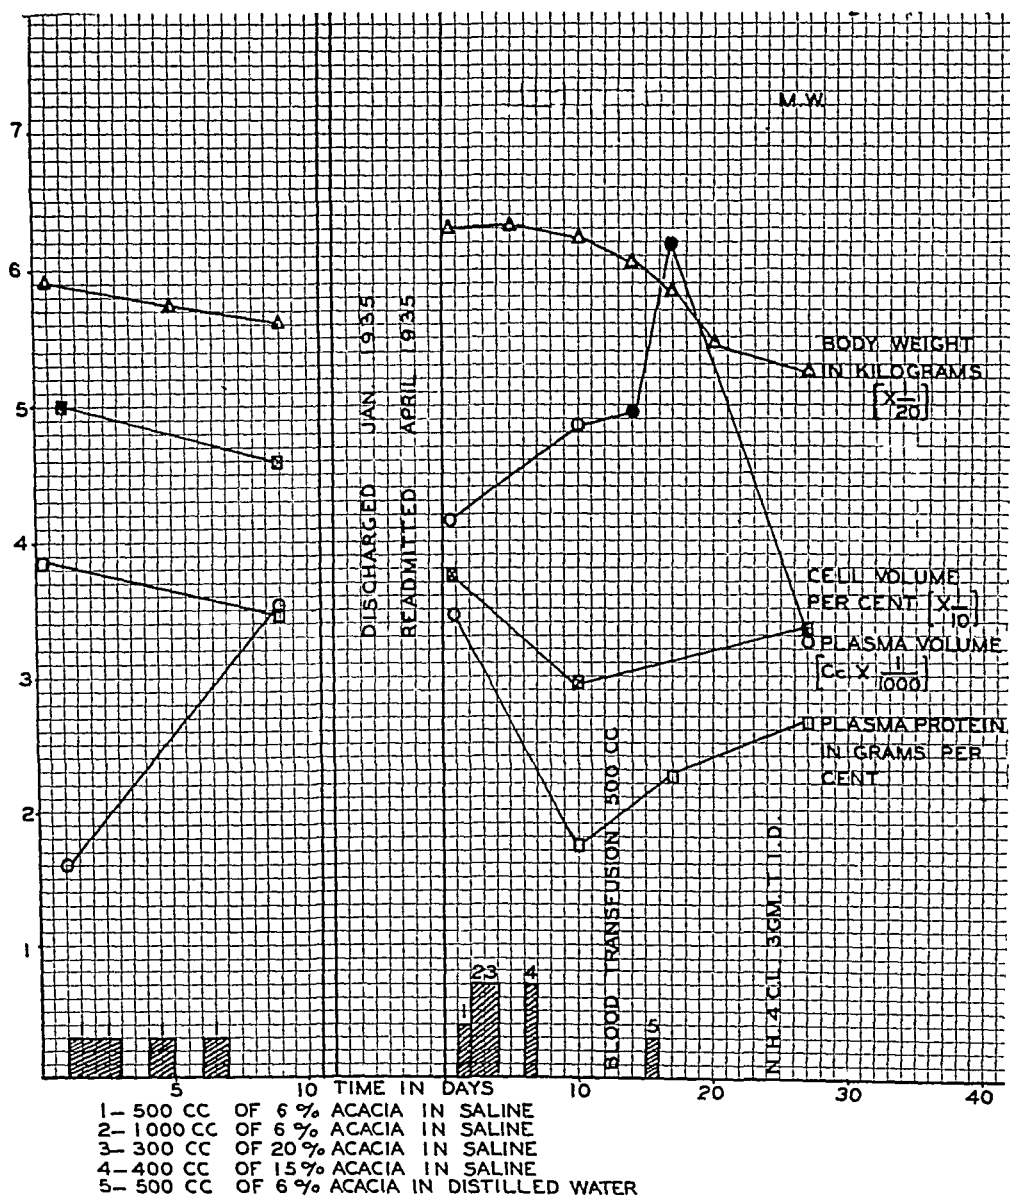 M.W.
7
6
5
4
3
2
1
DISCHARGED JAN 1935
READMITTED APRIL 1935
BODY WEIGHT
IN KILOGRAMS
[X 1/20]
CELL VOLUME
PER CENT [X 1/10]
PLASMA VOLUME
[Cc X 1/1000]
PLASMA PROTEIN
IN GRAMS PER
CENT
BLOOD TRANSFUSION 500 CC
N.H.4.C.L. 3GM.T.I.D.
1 23 4 5
5 10 TIME IN DAYS 10 20 30 40
1–500 CC OF 6% ACACIA IN SALINE
2–1000 CC OF 6% ACACIA IN SALINE
3–300 CC OF 20% ACACIA IN SALINE
4–400 CC OF 15% ACACIA IN SALINE
5–500 CC OF 6% ACACIA IN DISTILLED WATER